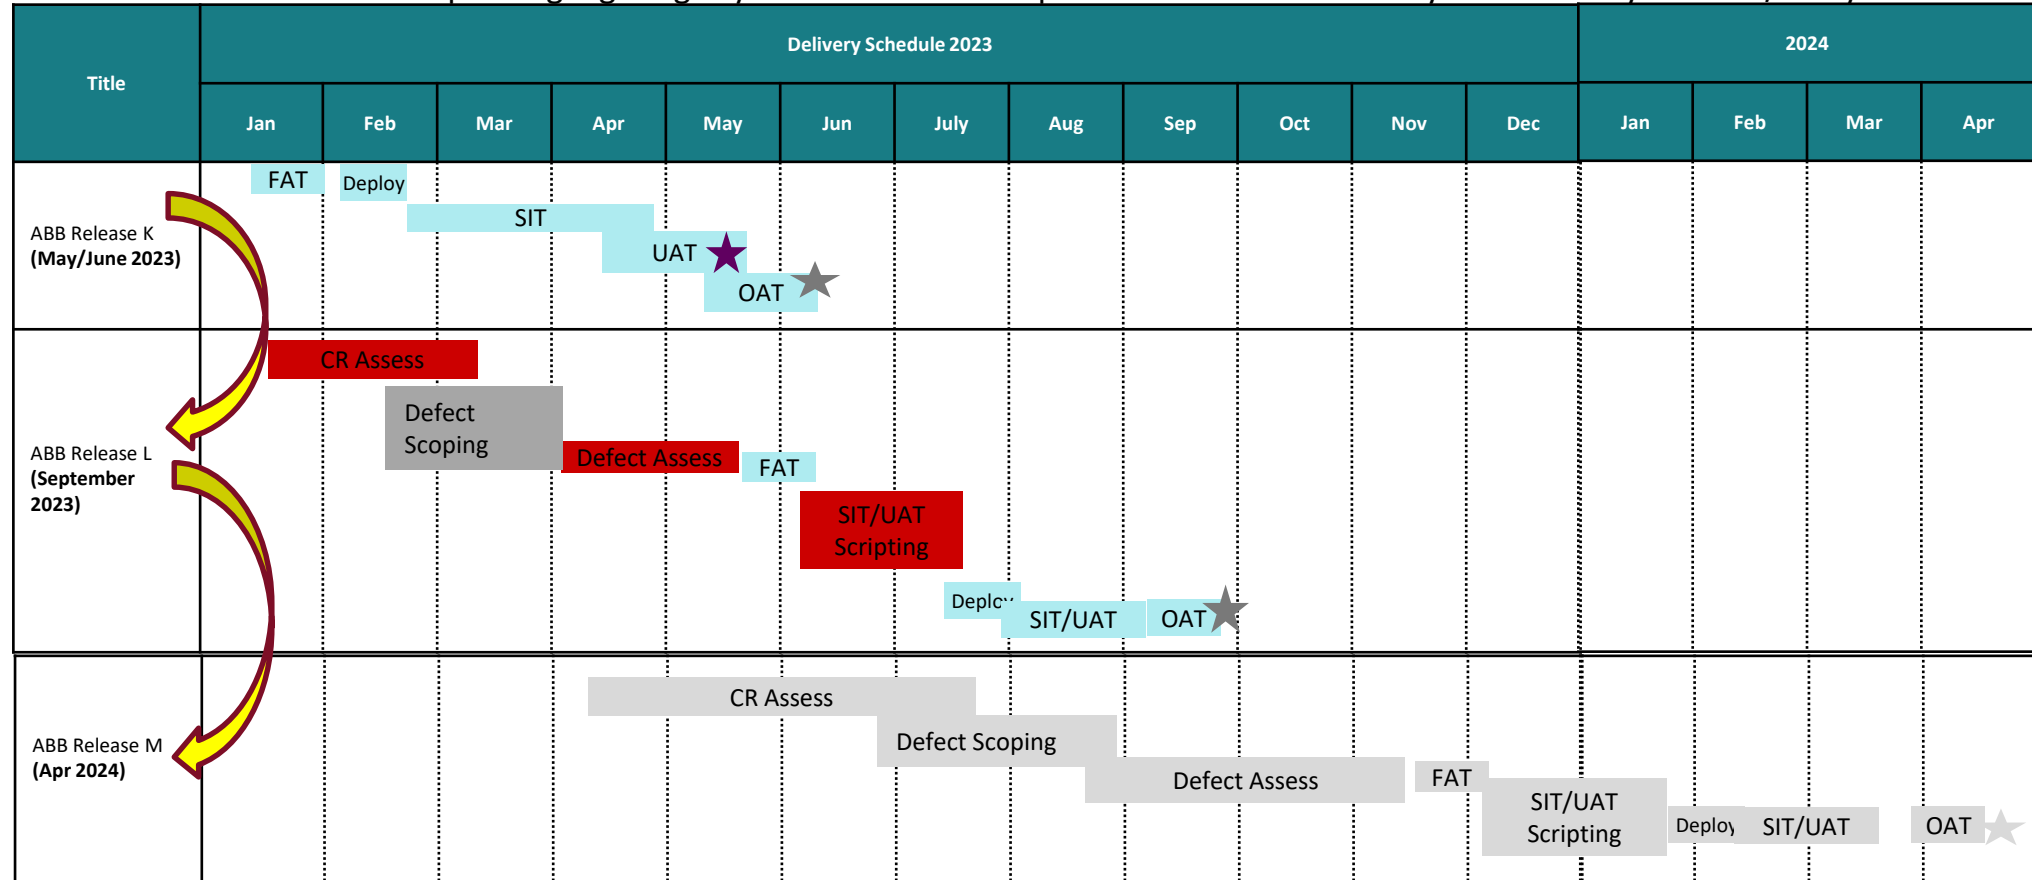 Delivery Schedule 2023
2024
Title
Jan
Feb
Mar
Apr
May
Jun
July
Aug
Sep
Oct
Nov
Dec
Jan
Feb
Mar
Apr
ABB Release K
(May/June 2023)
FAT
Deploy
SIT
UAT
OAT
ABB Release L
(September
2023)
CR Assess
Defect
Scoping
Defect Assess
FAT
SIT/UAT
Scripting
Deploy
SIT/UAT
OAT
ABB Release M
(Apr 2024)
CR Assess
Defect Scoping
Defect Assess
FAT
SIT/UAT
Scripting
Deploy
SIT/UAT
OAT